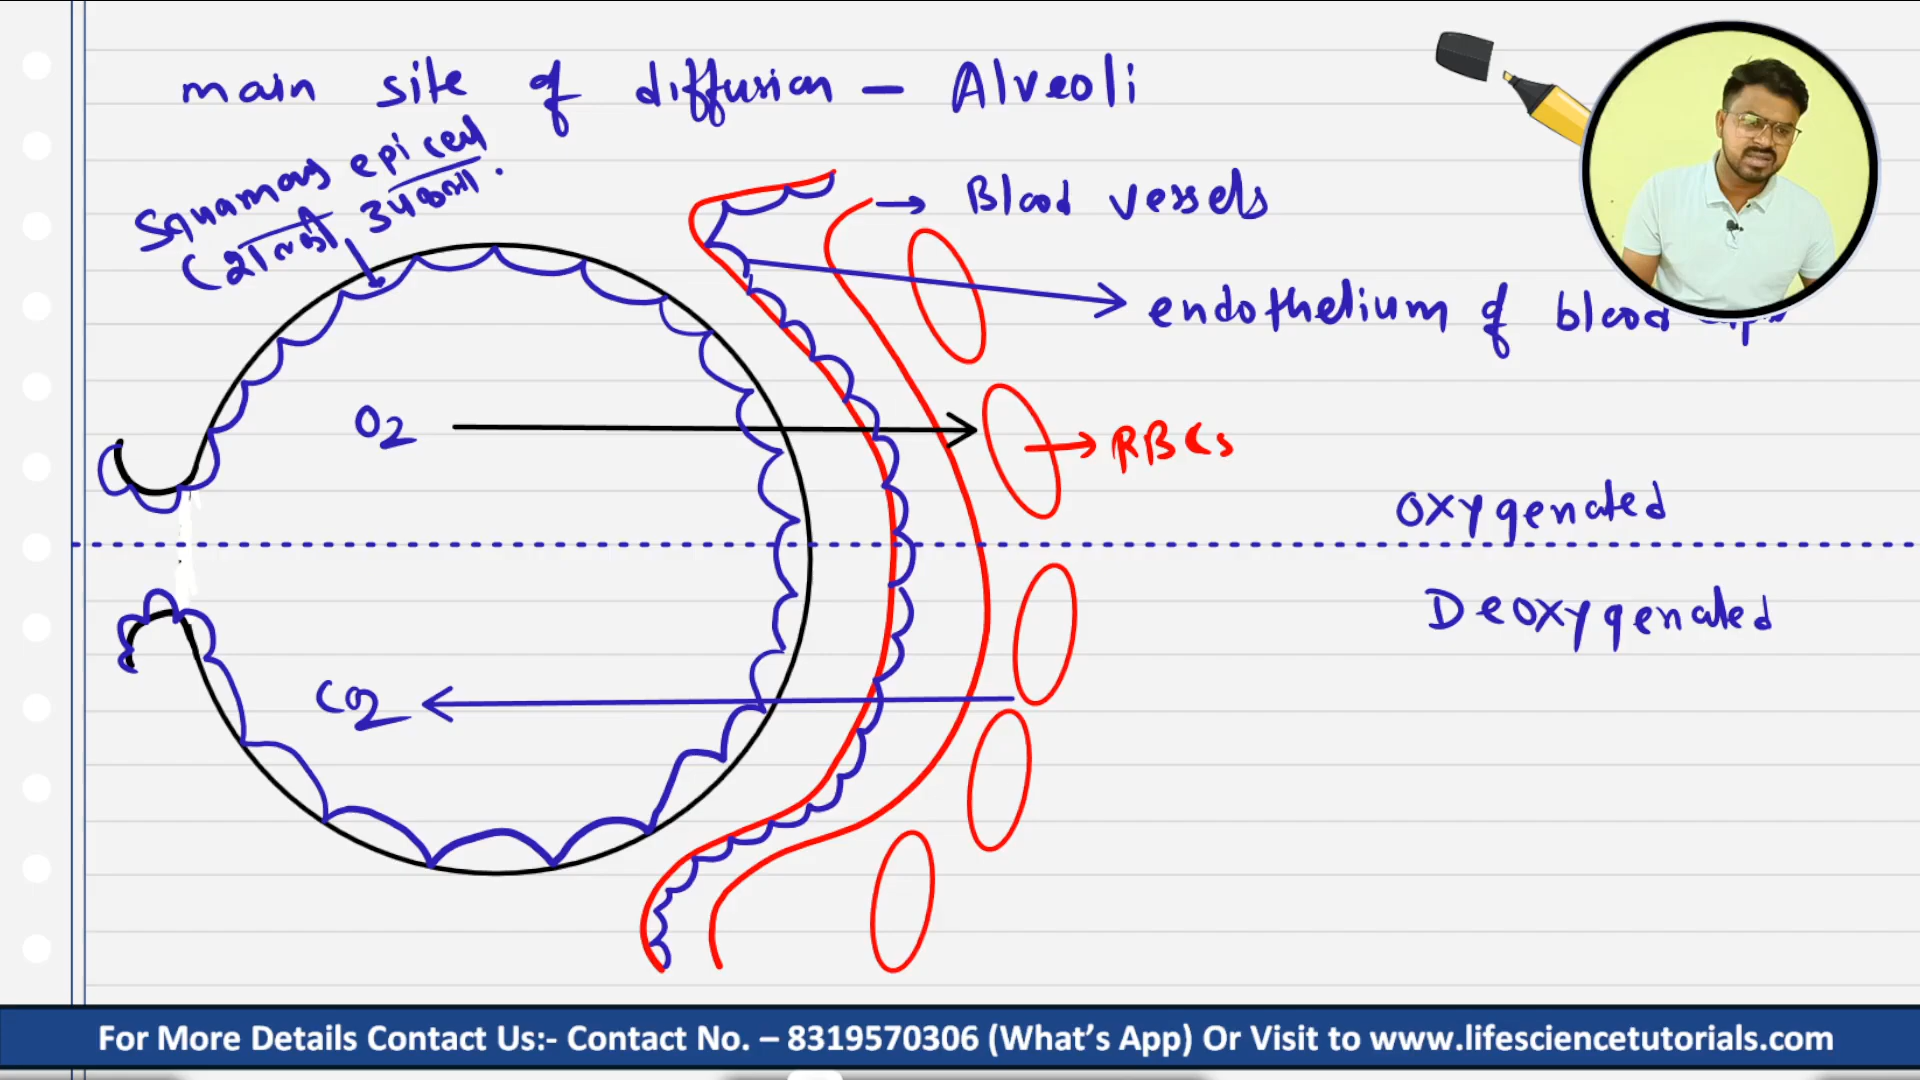 main site of diffusion – Alveoli
Squamous epi cell
(शल्की उपकला.
→ Blood vessels
endothelium of blood
O2
RBCs
Oxygenated
Deoxygenated
CO2
For More Details Contact Us:- Contact No. – 8319570306 (What's App) Or Visit to www.lifesciencetutorials.com